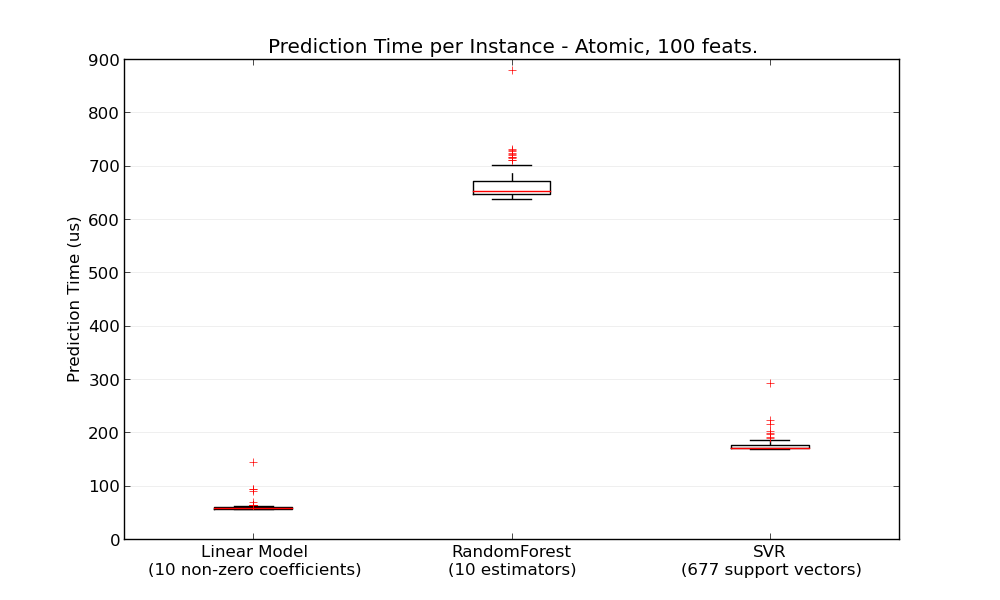 Prediction Time per Instance - Atomic, 100 feats.
Prediction Time (us)
900
800
700
600
500
400
300
200
100
0
Linear Model
(10 non-zero coefficients)
RandomForest
(10 estimators)
SVR
(677 support vectors)